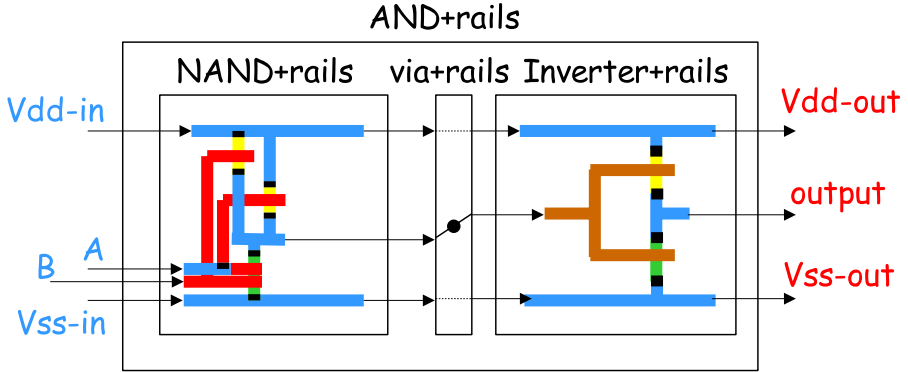 AND+rails
NAND+rails via+rails Inverter+rails
Vdd-in
Vdd-out
output
A
B
Vss-out
Vss-in